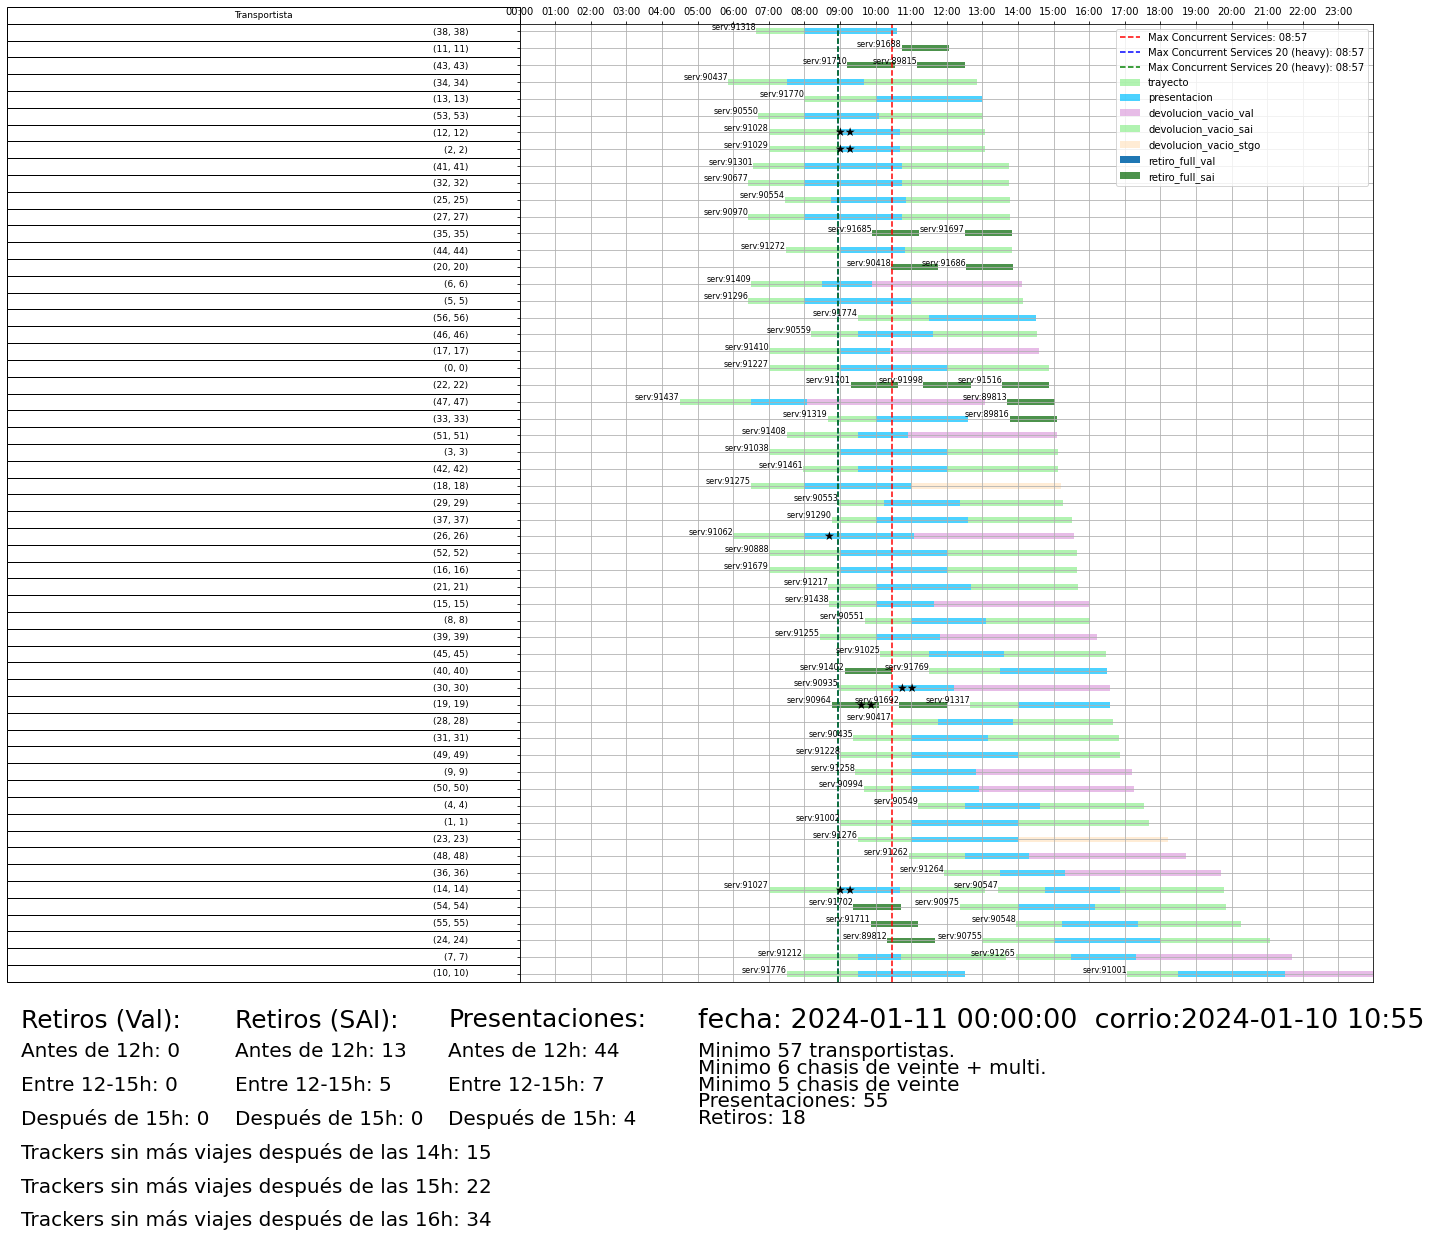 Transportista
00:00 01:00 02:00 03:00 04:00 05:00 06:00 07:00 08:00 09:00 10:00 11:00 12:00 13:00 14:00 15:00 16:00 17:00 18:00 19:00 20:00 21:00 22:00 23:00
(38, 38) serv:91318
(11, 11) serv:91688
(43, 43) serv:91710 serv:89815
(34, 34) serv:90437
(13, 13) serv:91770
(53, 53) serv:90550
(12, 12) serv:91028
(2, 2) serv:91029
(41, 41) serv:91301
(32, 32) serv:90677
(25, 25) serv:90554
(27, 27) serv:90970
(35, 35) serv:91685 serv:91697
(44, 44) serv:91272
(20, 20) serv:90418 serv:91686
(6, 6) serv:91409
(5, 5) serv:91296
(56, 56) serv:91774
(46, 46) serv:90559
(17, 17) serv:91410
(0, 0) serv:91227
(22, 22) serv:91701 serv:91998 serv:91516
(47, 47) serv:91437 serv:89813
(33, 33) serv:91319 serv:89816
(51, 51) serv:91408
(3, 3) serv:91038
(42, 42) serv:91461
(18, 18) serv:91275
(29, 29) serv:90553
(37, 37) serv:91290
(26, 26) serv:91062
(52, 52) serv:90888
(16, 16) serv:91679
(21, 21) serv:91217
(15, 15) serv:91438
(8, 8) serv:90551
(39, 39) serv:91255
(45, 45) serv:91025
(40, 40) serv:91402 serv:91769
(30, 30) serv:90935
(19, 19) serv:90964 serv:91692 serv:91317
(28, 28) serv:90417
(31, 31) serv:90435
(49, 49) serv:91228
(9, 9) serv:91258
(50, 50) serv:90994
(4, 4) serv:90549
(1, 1) serv:91002
(23, 23) serv:91276
(48, 48) serv:91262
(36, 36) serv:91264
(14, 14) serv:91027 serv:90547
(54, 54) serv:91702 serv:90975
(55, 55) serv:91711 serv:90548
(24, 24) serv:89812 serv:90755
(7, 7) serv:91212 serv:91265
(10, 10) serv:91776 serv:91001
Max Concurrent Services: 08:57
Max Concurrent Services 20 (heavy): 08:57
Max Concurrent Services 20 (heavy): 08:57
trayecto
presentacion
devolucion_vacio_val
devolucion_vacio_sai
devolucion_vacio_stgo
retiro_full_val
retiro_full_sai
Retiros (Val):
Antes de 12h: 0
Entre 12-15h: 0
Después de 15h: 0
Retiros (SAI):
Antes de 12h: 13
Entre 12-15h: 5
Después de 15h: 0
Presentaciones:
Antes de 12h: 44
Entre 12-15h: 7
Después de 15h: 4
Trackers sin más viajes después de las 14h: 15
Trackers sin más viajes después de las 15h: 22
Trackers sin más viajes después de las 16h: 34
fecha: 2024-01-11 00:00:00 corrio:2024-01-10 10:55
Minimo 57 transportistas.
Minimo 6 chasis de veinte + multi.
Minimo 5 chasis de veinte
Presentaciones: 55
Retiros: 18